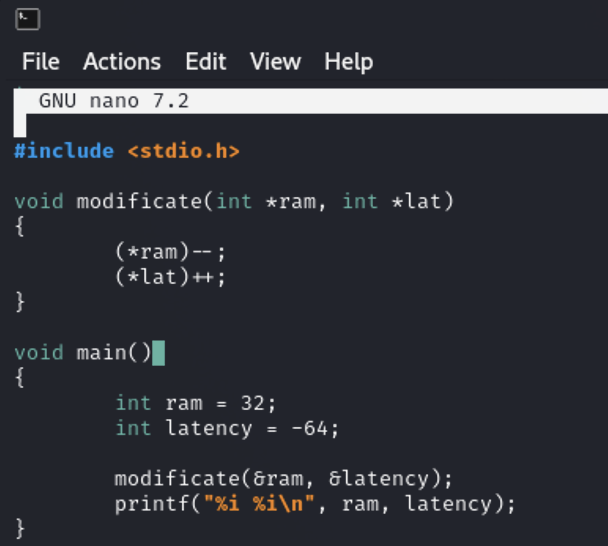 File Actions Edit View Help
GNU nano 7.2
#include <stdio.h>
void modificate(int *ram, int *lat)
{
        (*ram)--;
        (*lat)++;
}
void main()
{
        int ram = 32;
        int latency = -64;
        modificate(&ram, &latency);
        printf("%i %i\n", ram, latency);
}